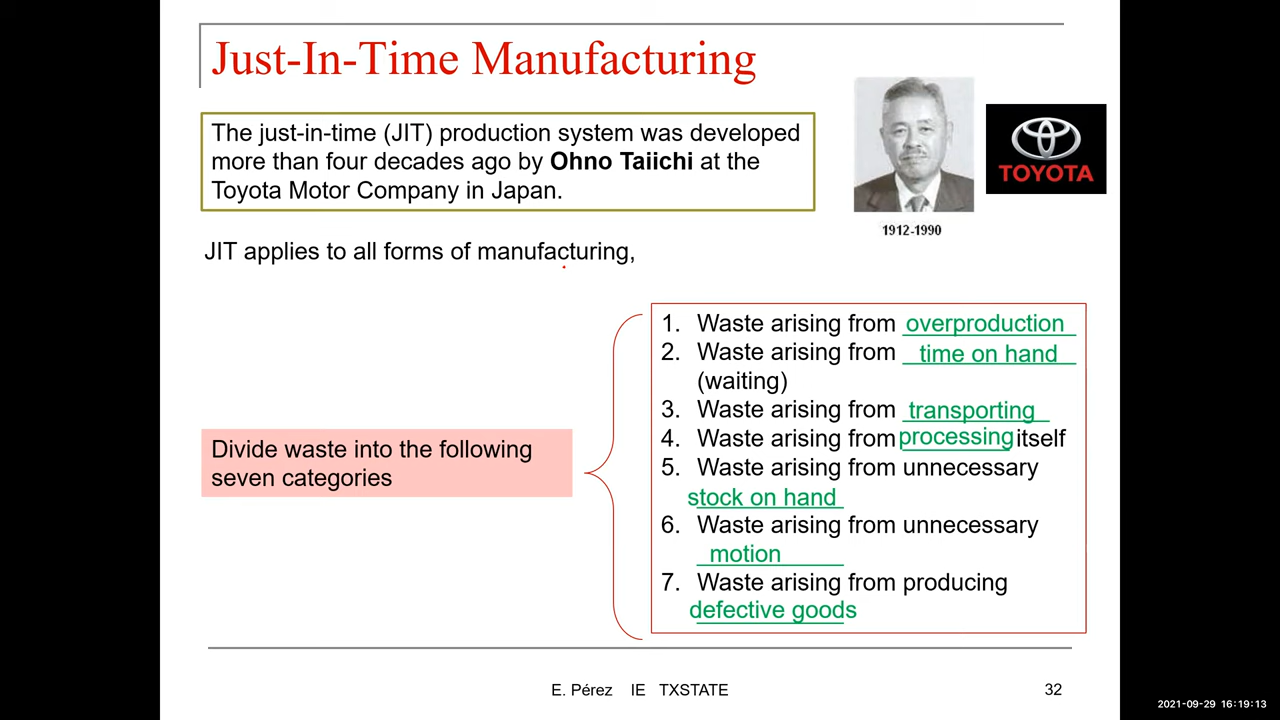 Just-In-Time Manufacturing
The just-in-time (JIT) production system was developed
more than four decades ago by Ohno Taiichi at the
Toyota Motor Company in Japan.
TOYOTA
1912-1990
JIT applies to all forms of manufacturing,
Divide waste into the following
seven categories
1. Waste arising from overproduction
2. Waste arising from time on hand
(waiting)
3. Waste arising from transporting
4. Waste arising from processing itself
5. Waste arising from unnecessary
stock on hand
6. Waste arising from unnecessary
motion
7. Waste arising from producing
defective goods
E. Pérez IE TXSTATE
32
2021-09-29 16:19:13